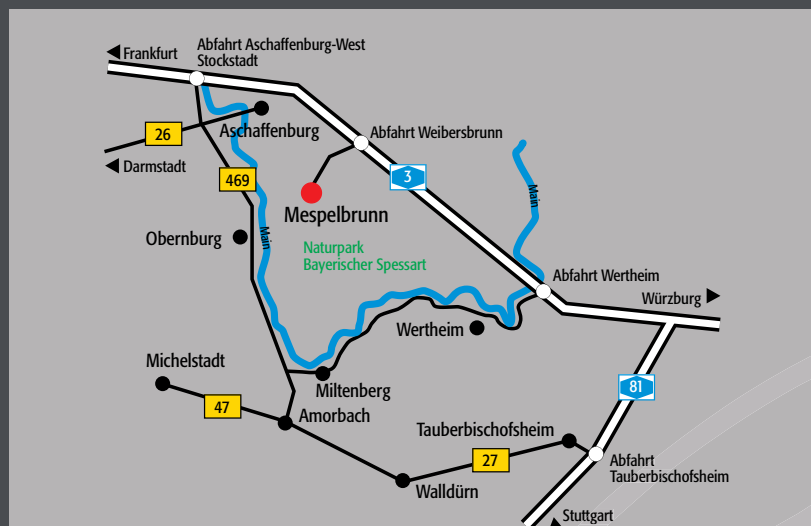 Frankfurt
Abfahrt Aschaffenburg-West
Stockstadt
Aschaffenburg
26
Darmstadt
Abfahrt Weibersbrunn
469
3
Main
Mespelbrunn
Obernburg
Main
Naturpark
Bayerischer Spessart
Abfahrt Wertheim
Würzburg
Wertheim
Michelstadt
Miltenberg
81
47
Amorbach
Tauberbischofsheim
27
Abfahrt
Tauberbischofsheim
Walldürn
Stuttgart